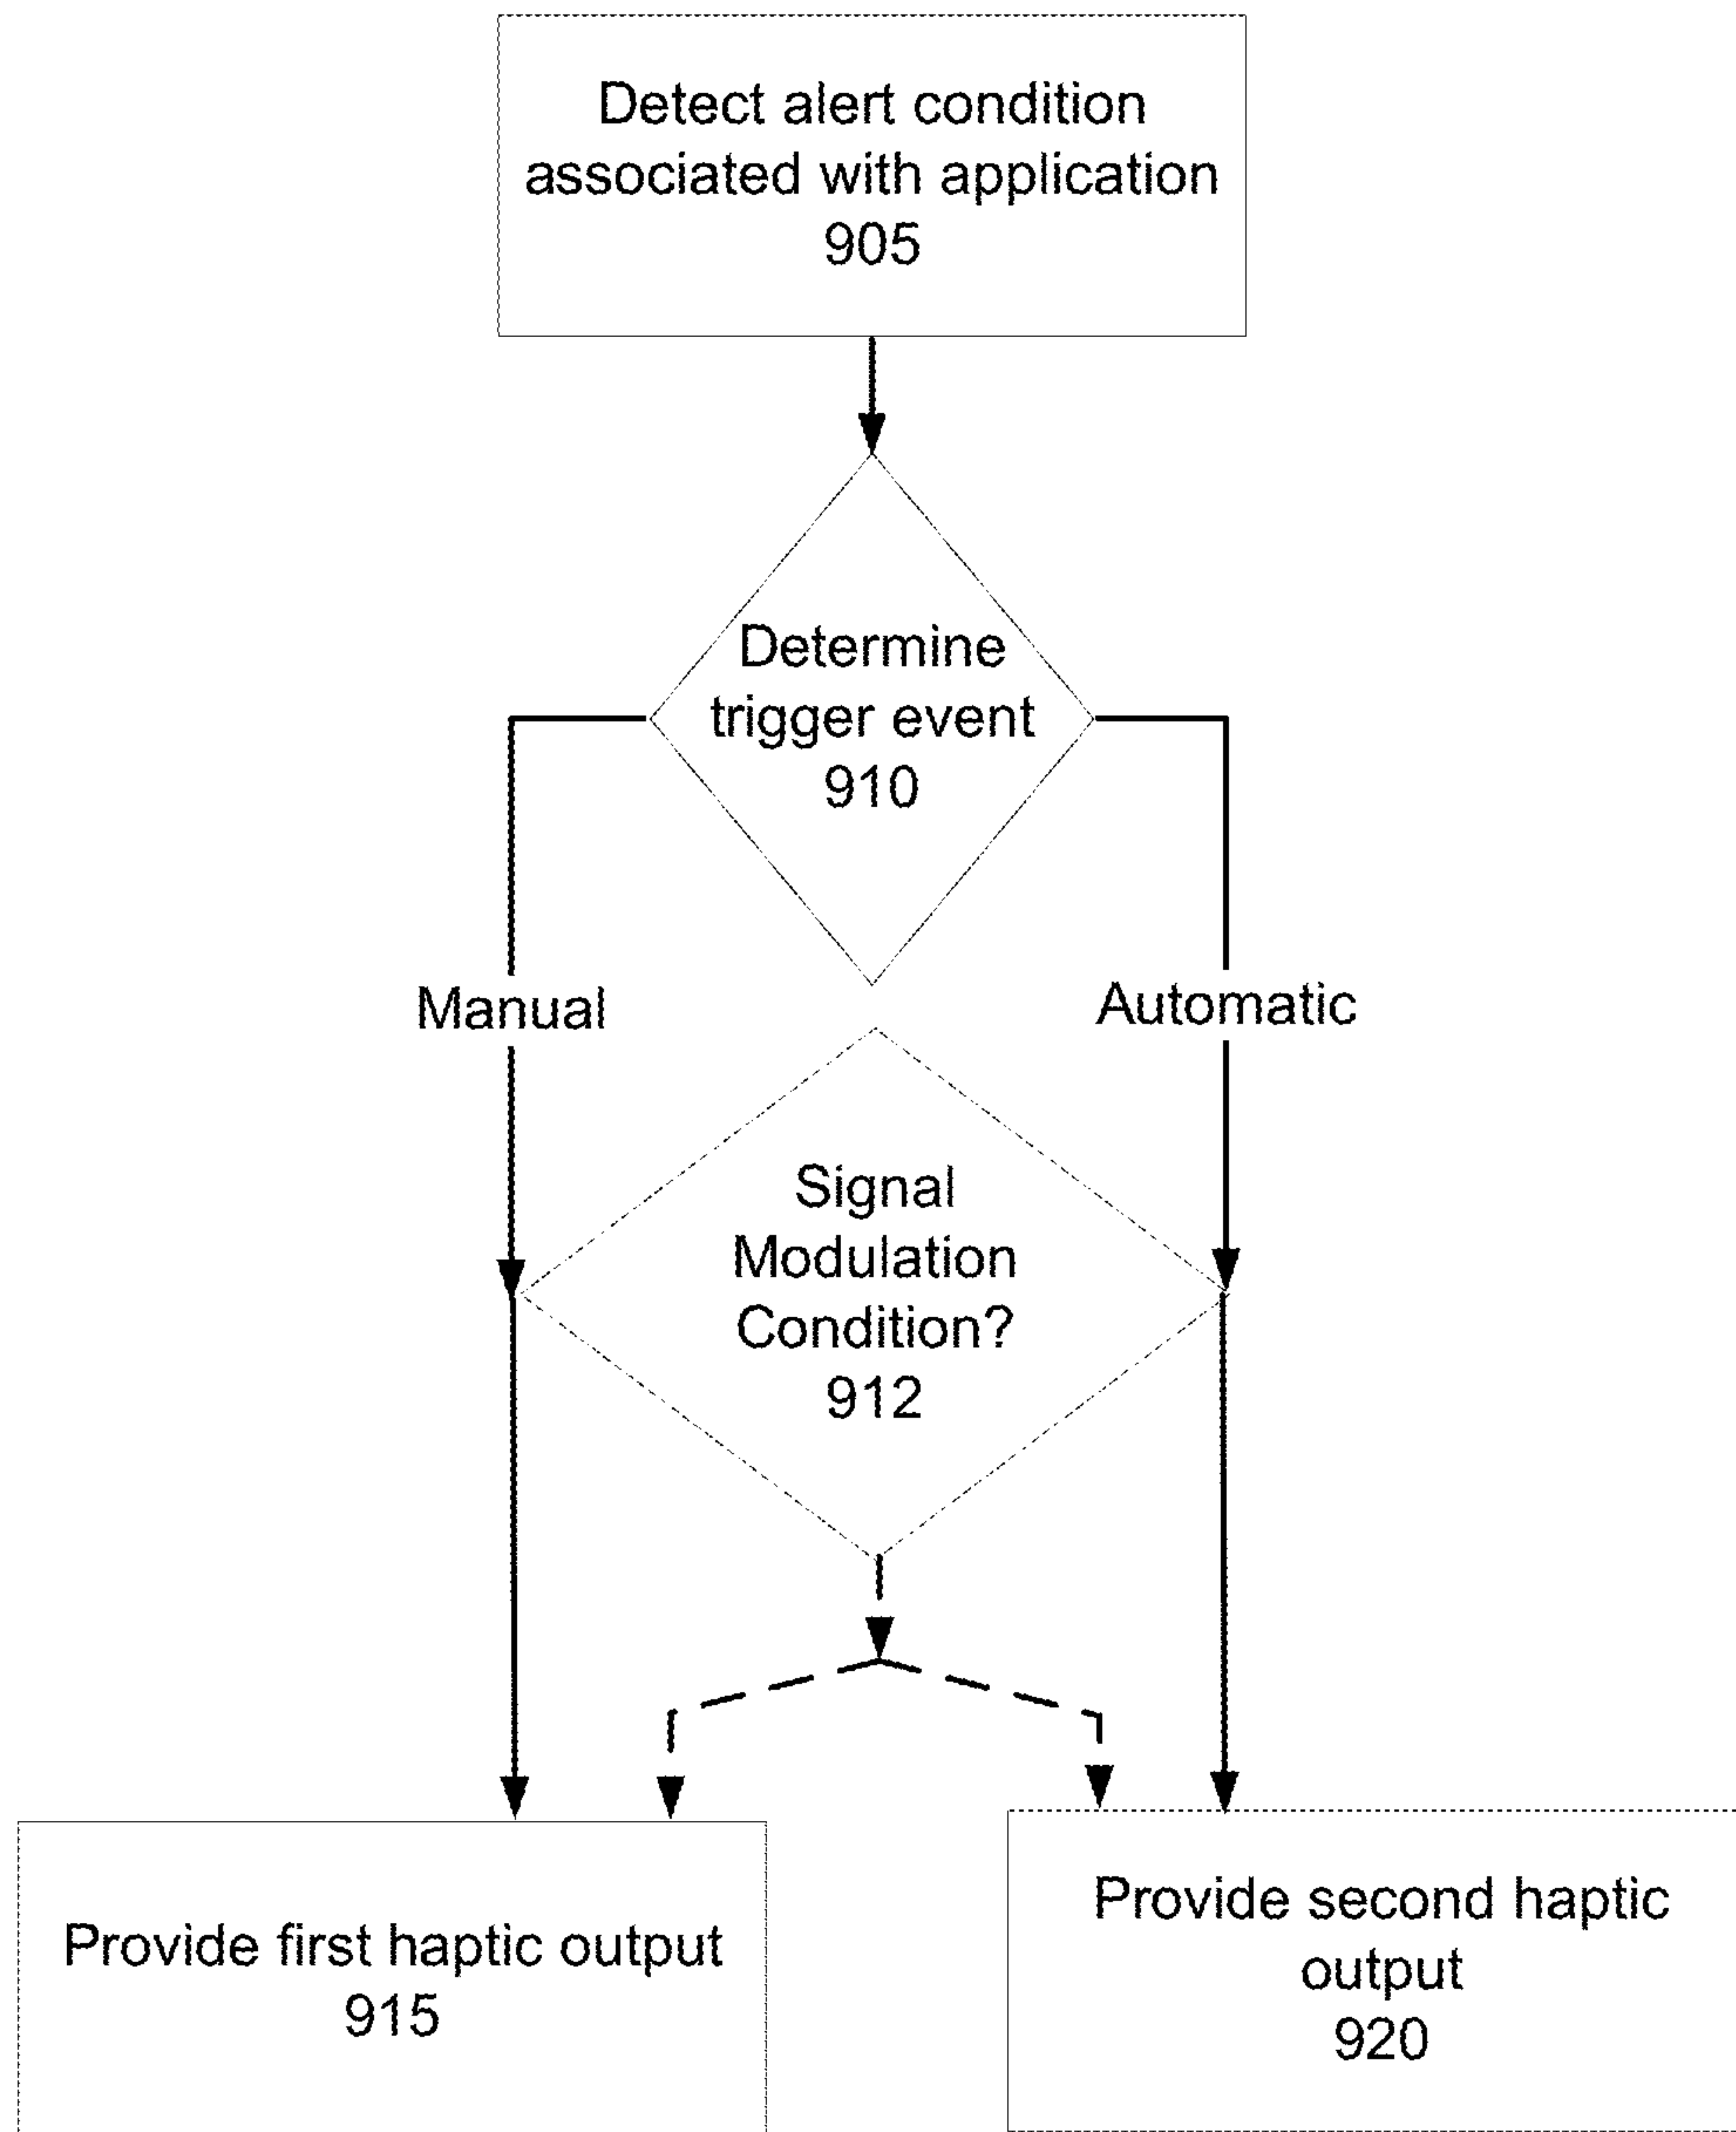 Detect alert condition
associated with application
905
Determine
trigger event
910
Manual
Automatic
Signal
Modulation
Condition?
912
Provide first haptic output
915
Provide second haptic
output
920